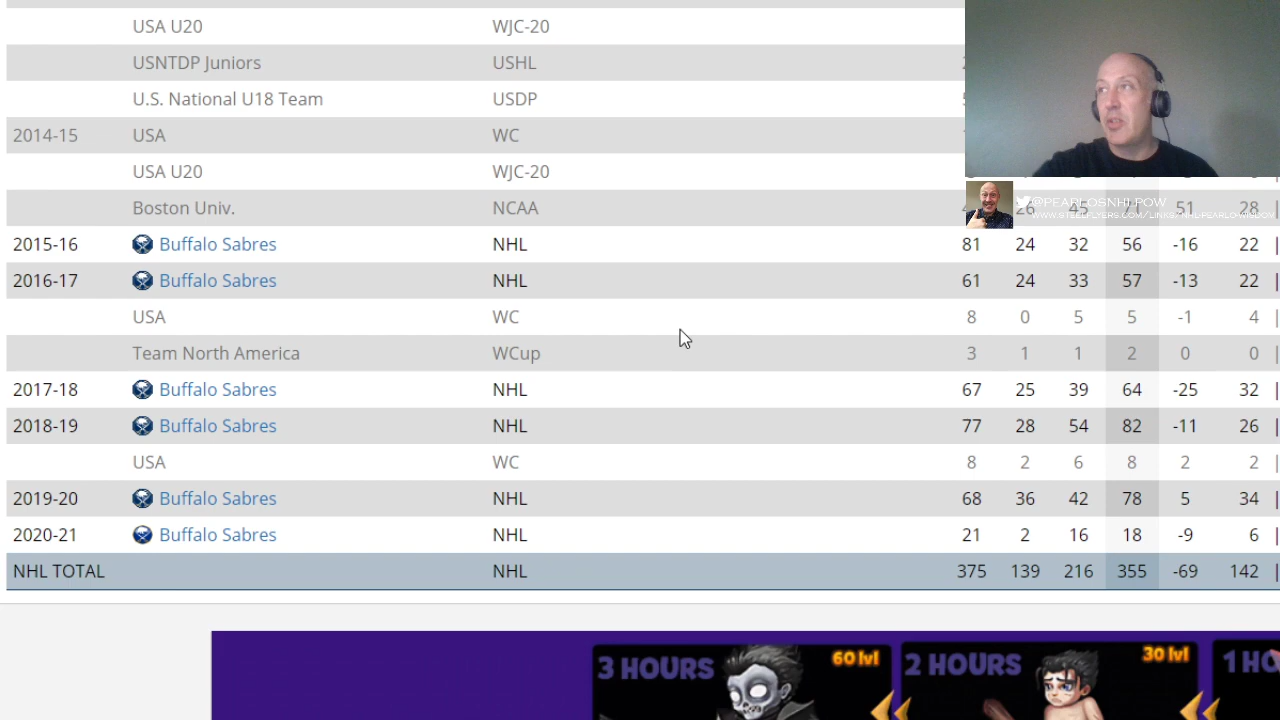 USA U20 WJC-20
USNTDP Juniors USHL
U.S. National U18 Team USDP
2014-15 USA WC
USA U20 WJC-20
Boston Univ. NCAA 26 45 71 51 28
@PEARLOSNHLPOW
2015-16 Buffalo Sabres NHL 81 24 32 56 -16 22 |
2016-17 Buffalo Sabres NHL 61 24 33 57 -13 22 |
USA WC 8 0 5 5 -1 4 |
Team North America WCup 3 1 1 2 0 0 |
2017-18 Buffalo Sabres NHL 67 25 39 64 -25 32 |
2018-19 Buffalo Sabres NHL 77 28 54 82 -11 26 |
USA WC 8 2 6 8 2 2 |
2019-20 Buffalo Sabres NHL 68 36 42 78 5 34 |
2020-21 Buffalo Sabres NHL 21 2 16 18 -9 6 |
NHL TOTAL NHL 375 139 216 355 -69 142 |
3 HOURS 60 lvl 2 HOURS 30 lvl